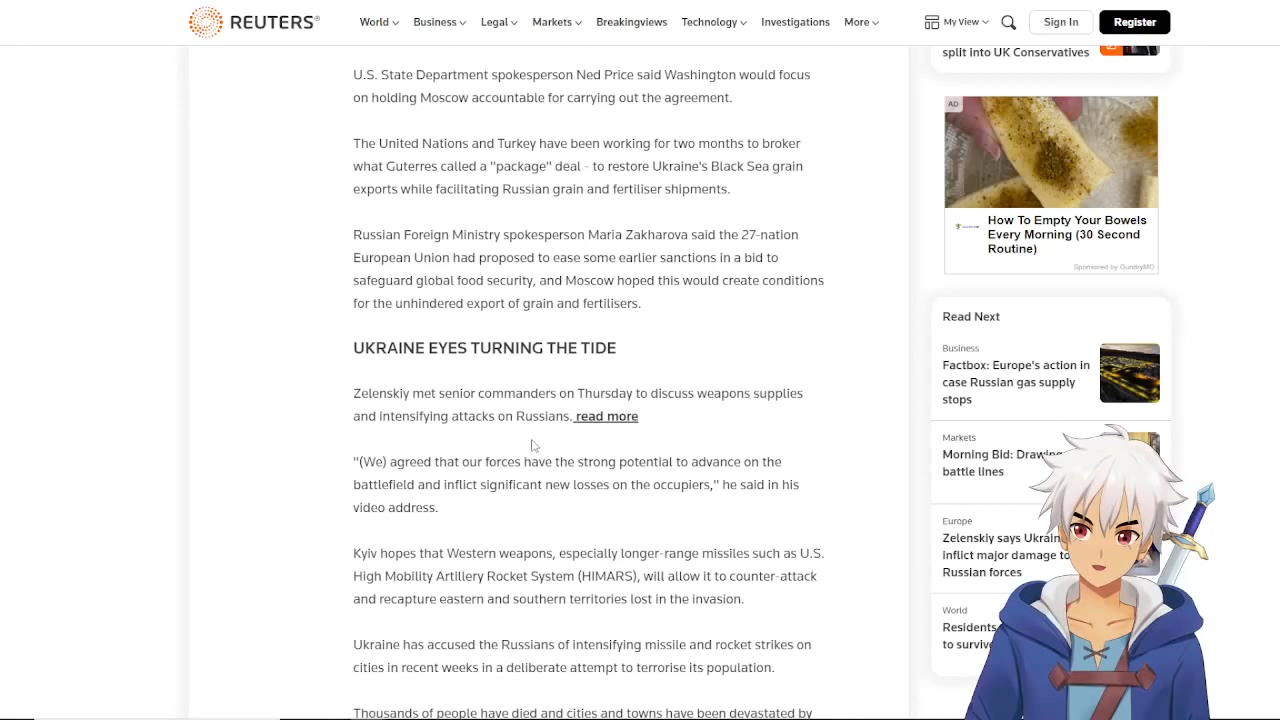 REUTERS®
World
Business
Legal
Markets
Breakingviews
Technology
Investigations
More
My View
Sign In
Register
U.S. State Department spokesperson Ned Price said Washington would focus
on holding Moscow accountable for carrying out the agreement.
The United Nations and Turkey have been working for two months to broker
what Guterres called a "package" deal - to restore Ukraine's Black Sea grain
exports while facilitating Russian grain and fertiliser shipments.
Russian Foreign Ministry spokesperson Maria Zakharova said the 27-nation
European Union had proposed to ease some earlier sanctions in a bid to
safeguard global food security, and Moscow hoped this would create conditions
for the unhindered export of grain and fertilisers.
UKRAINE EYES TURNING THE TIDE
Zelenskiy met senior commanders on Thursday to discuss weapons supplies
and intensifying attacks on Russians. read more
"(We) agreed that our forces have the strong potential to advance on the
battlefield and inflict significant new losses on the occupiers," he said in his
video address.
Kyiv hopes that Western weapons, especially longer-range missiles such as U.S.
High Mobility Artillery Rocket System (HIMARS), will allow it to counter-attack
and recapture eastern and southern territories lost in the invasion.
Ukraine has accused the Russians of intensifying missile and rocket strikes on
cities in recent weeks in a deliberate attempt to terrorise its population.
Thousands of people have died and cities and towns have been devastated by
split into UK Conservatives
AD
How To Empty Your Bowels
Every Morning (30 Second
Routine)
Sponsored by GundryMD
Read Next
Business
Factbox: Europe's action in
case Russian gas supply
stops
Markets
Morning Bid: Drawing
battle lines
Europe
Zelenskiy says Ukraine
inflict major damage to
Russian forces
World
Residents
to survive